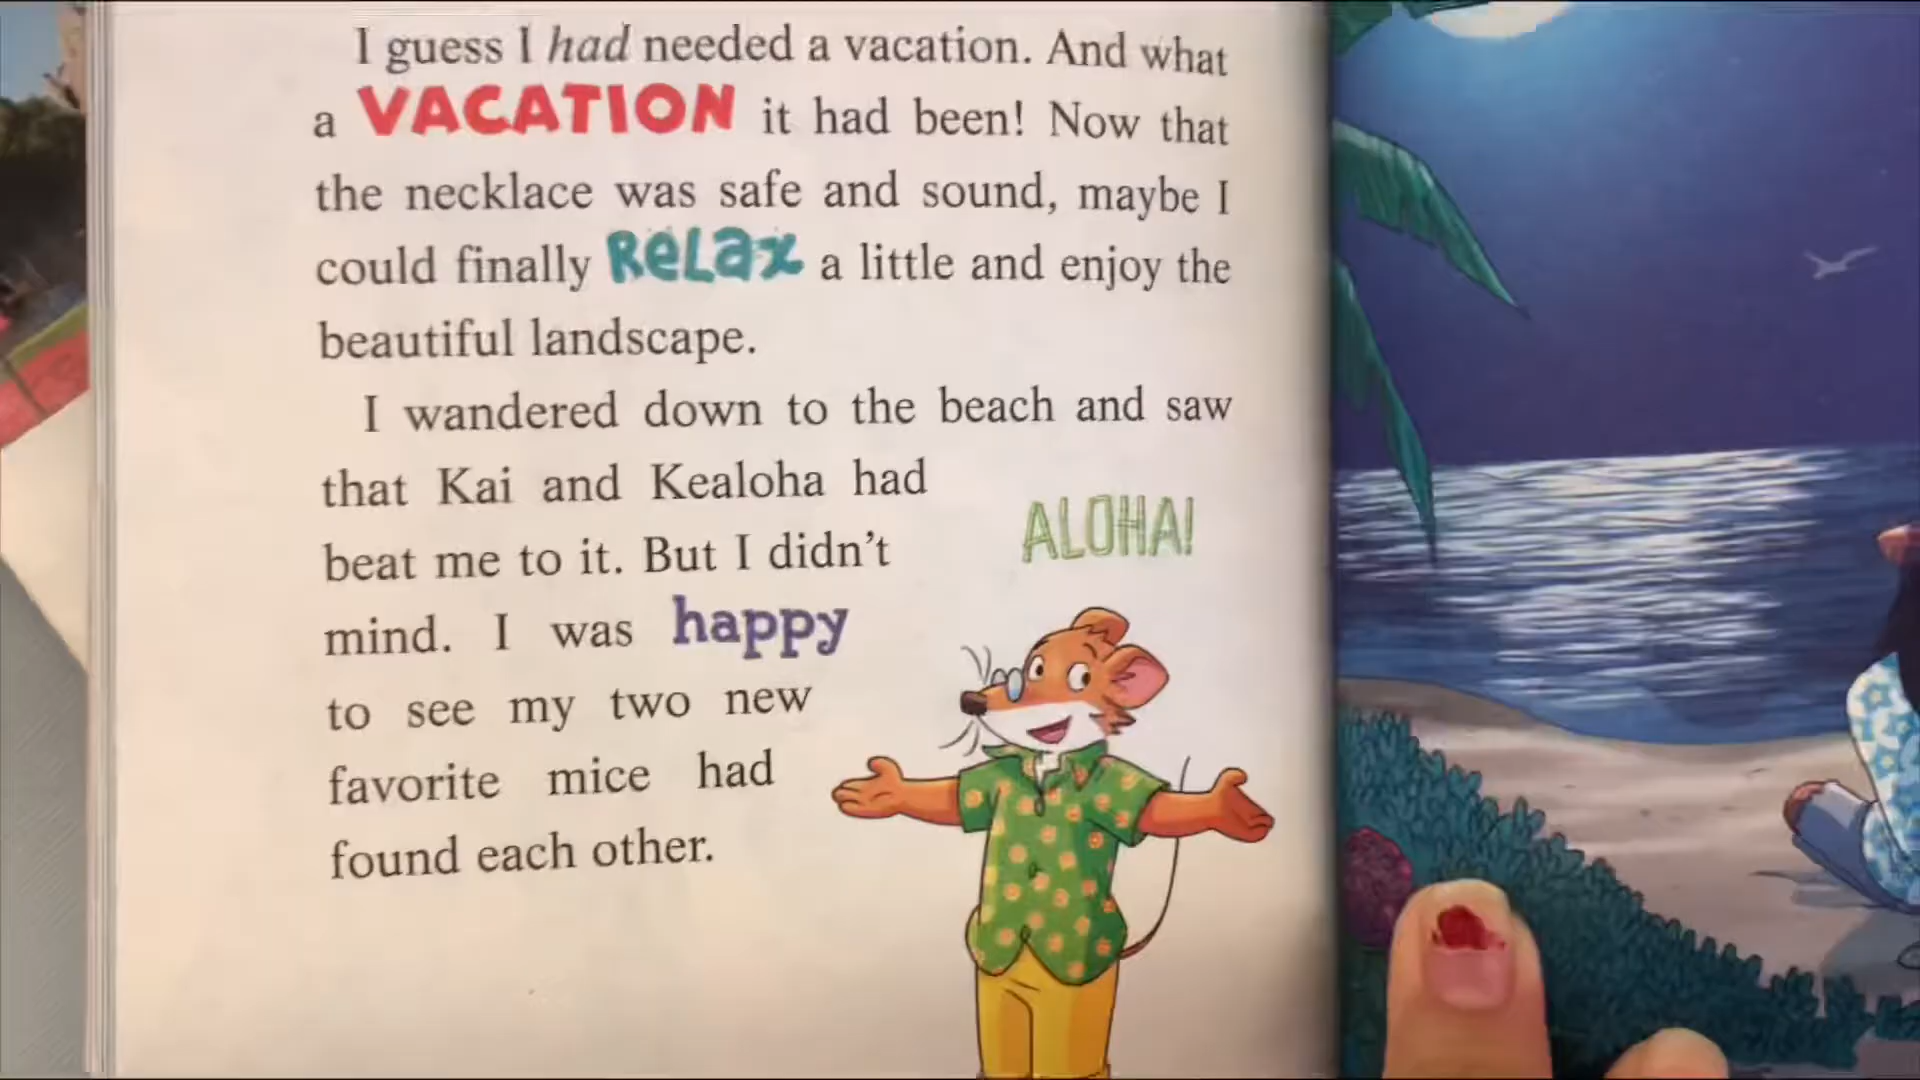 I guess I had needed a vacation. And what
a VACATION it had been! Now that
the necklace was safe and sound, maybe I
could finally RELAX a little and enjoy the
beautiful landscape.
I wandered down to the beach and saw
that Kai and Kealoha had
beat me to it. But I didn't
mind. I was happy
to see my two new
favorite mice had
found each other.
ALOHA!